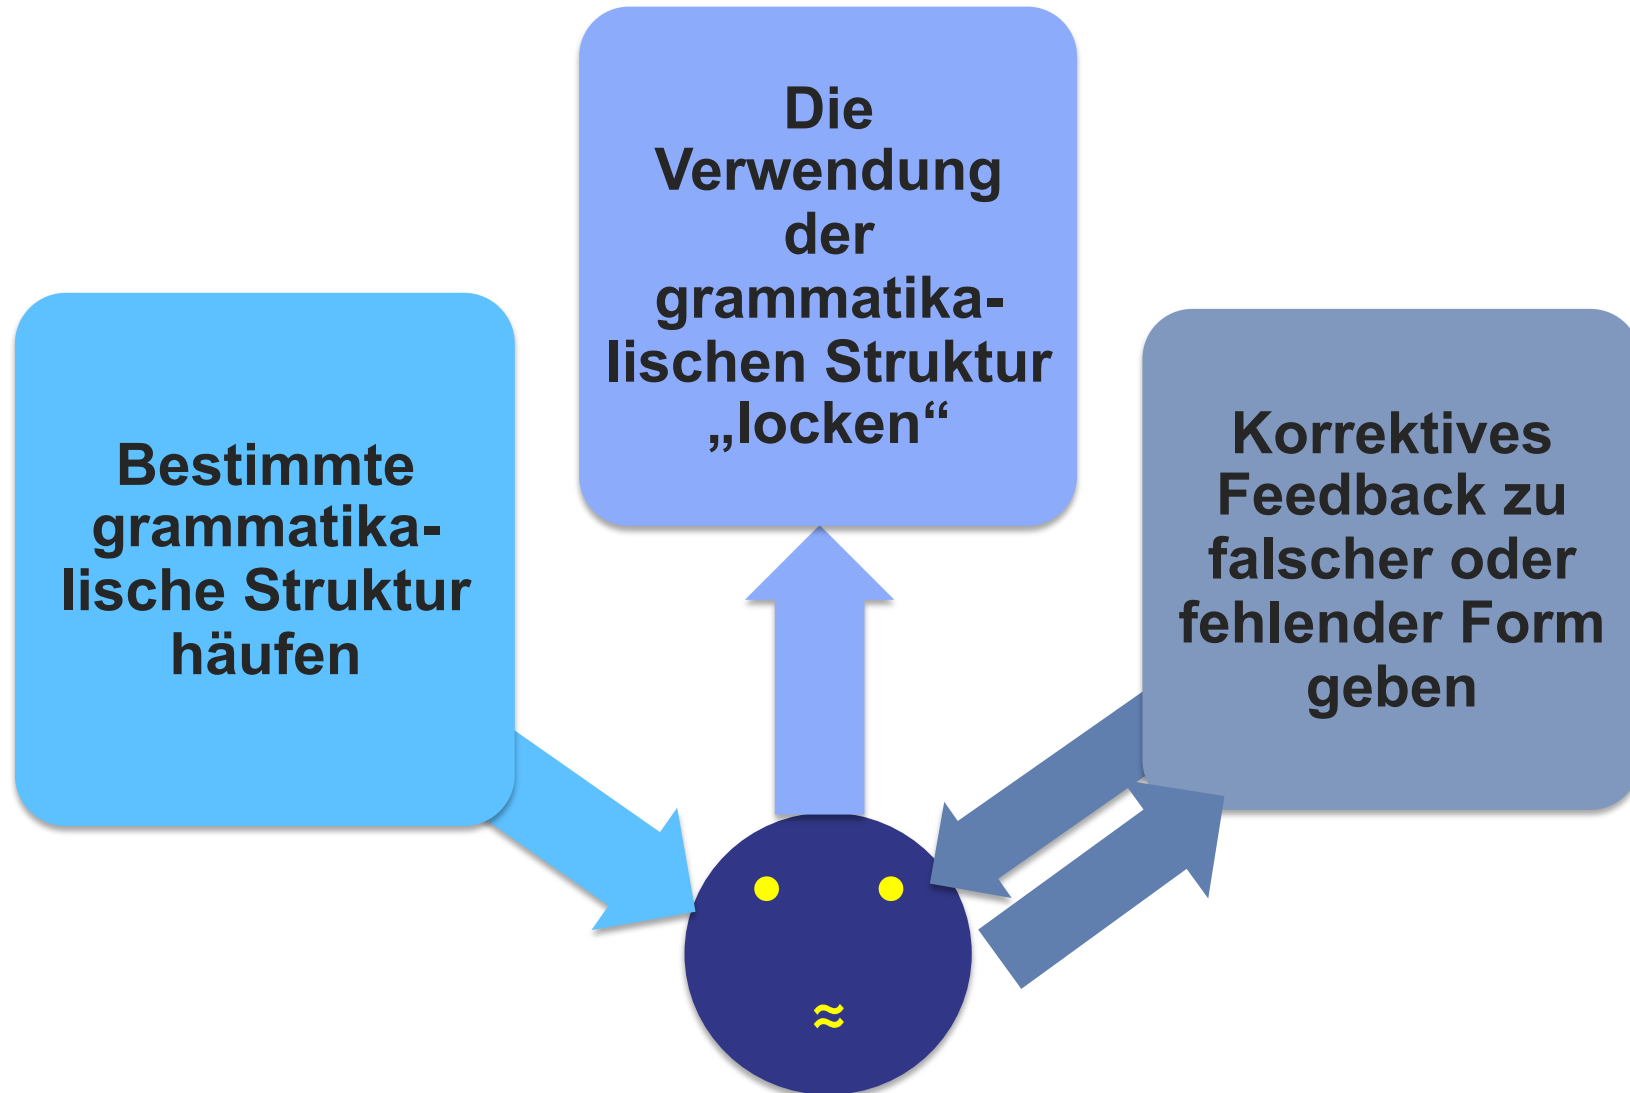 Bestimmte
grammatika-
lische Struktur
häufen
Die
Verwendung
der
grammatika-
lischen Struktur
„locken“
Korrektives
Feedback zu
falscher oder
fehlender Form
geben
≈